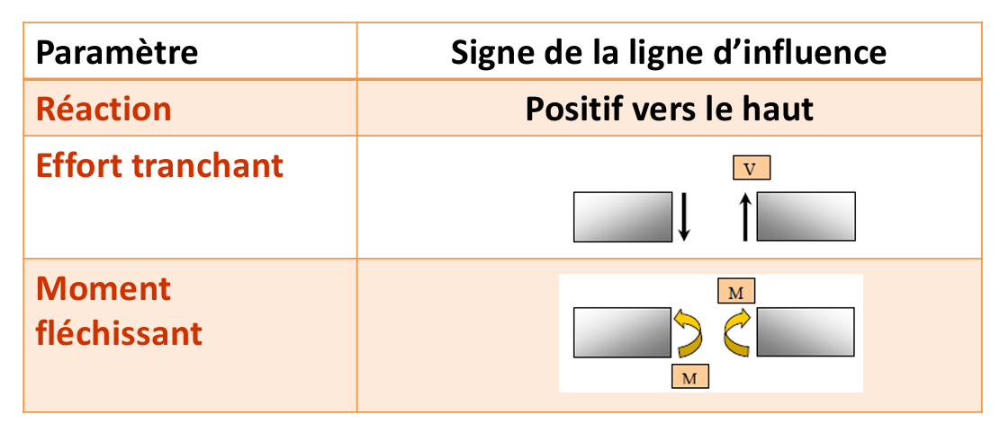 Paramètre
Signe de la ligne d’influence
Réaction
Positif vers le haut
Effort tranchant
V
Moment
fléchissant
M
M